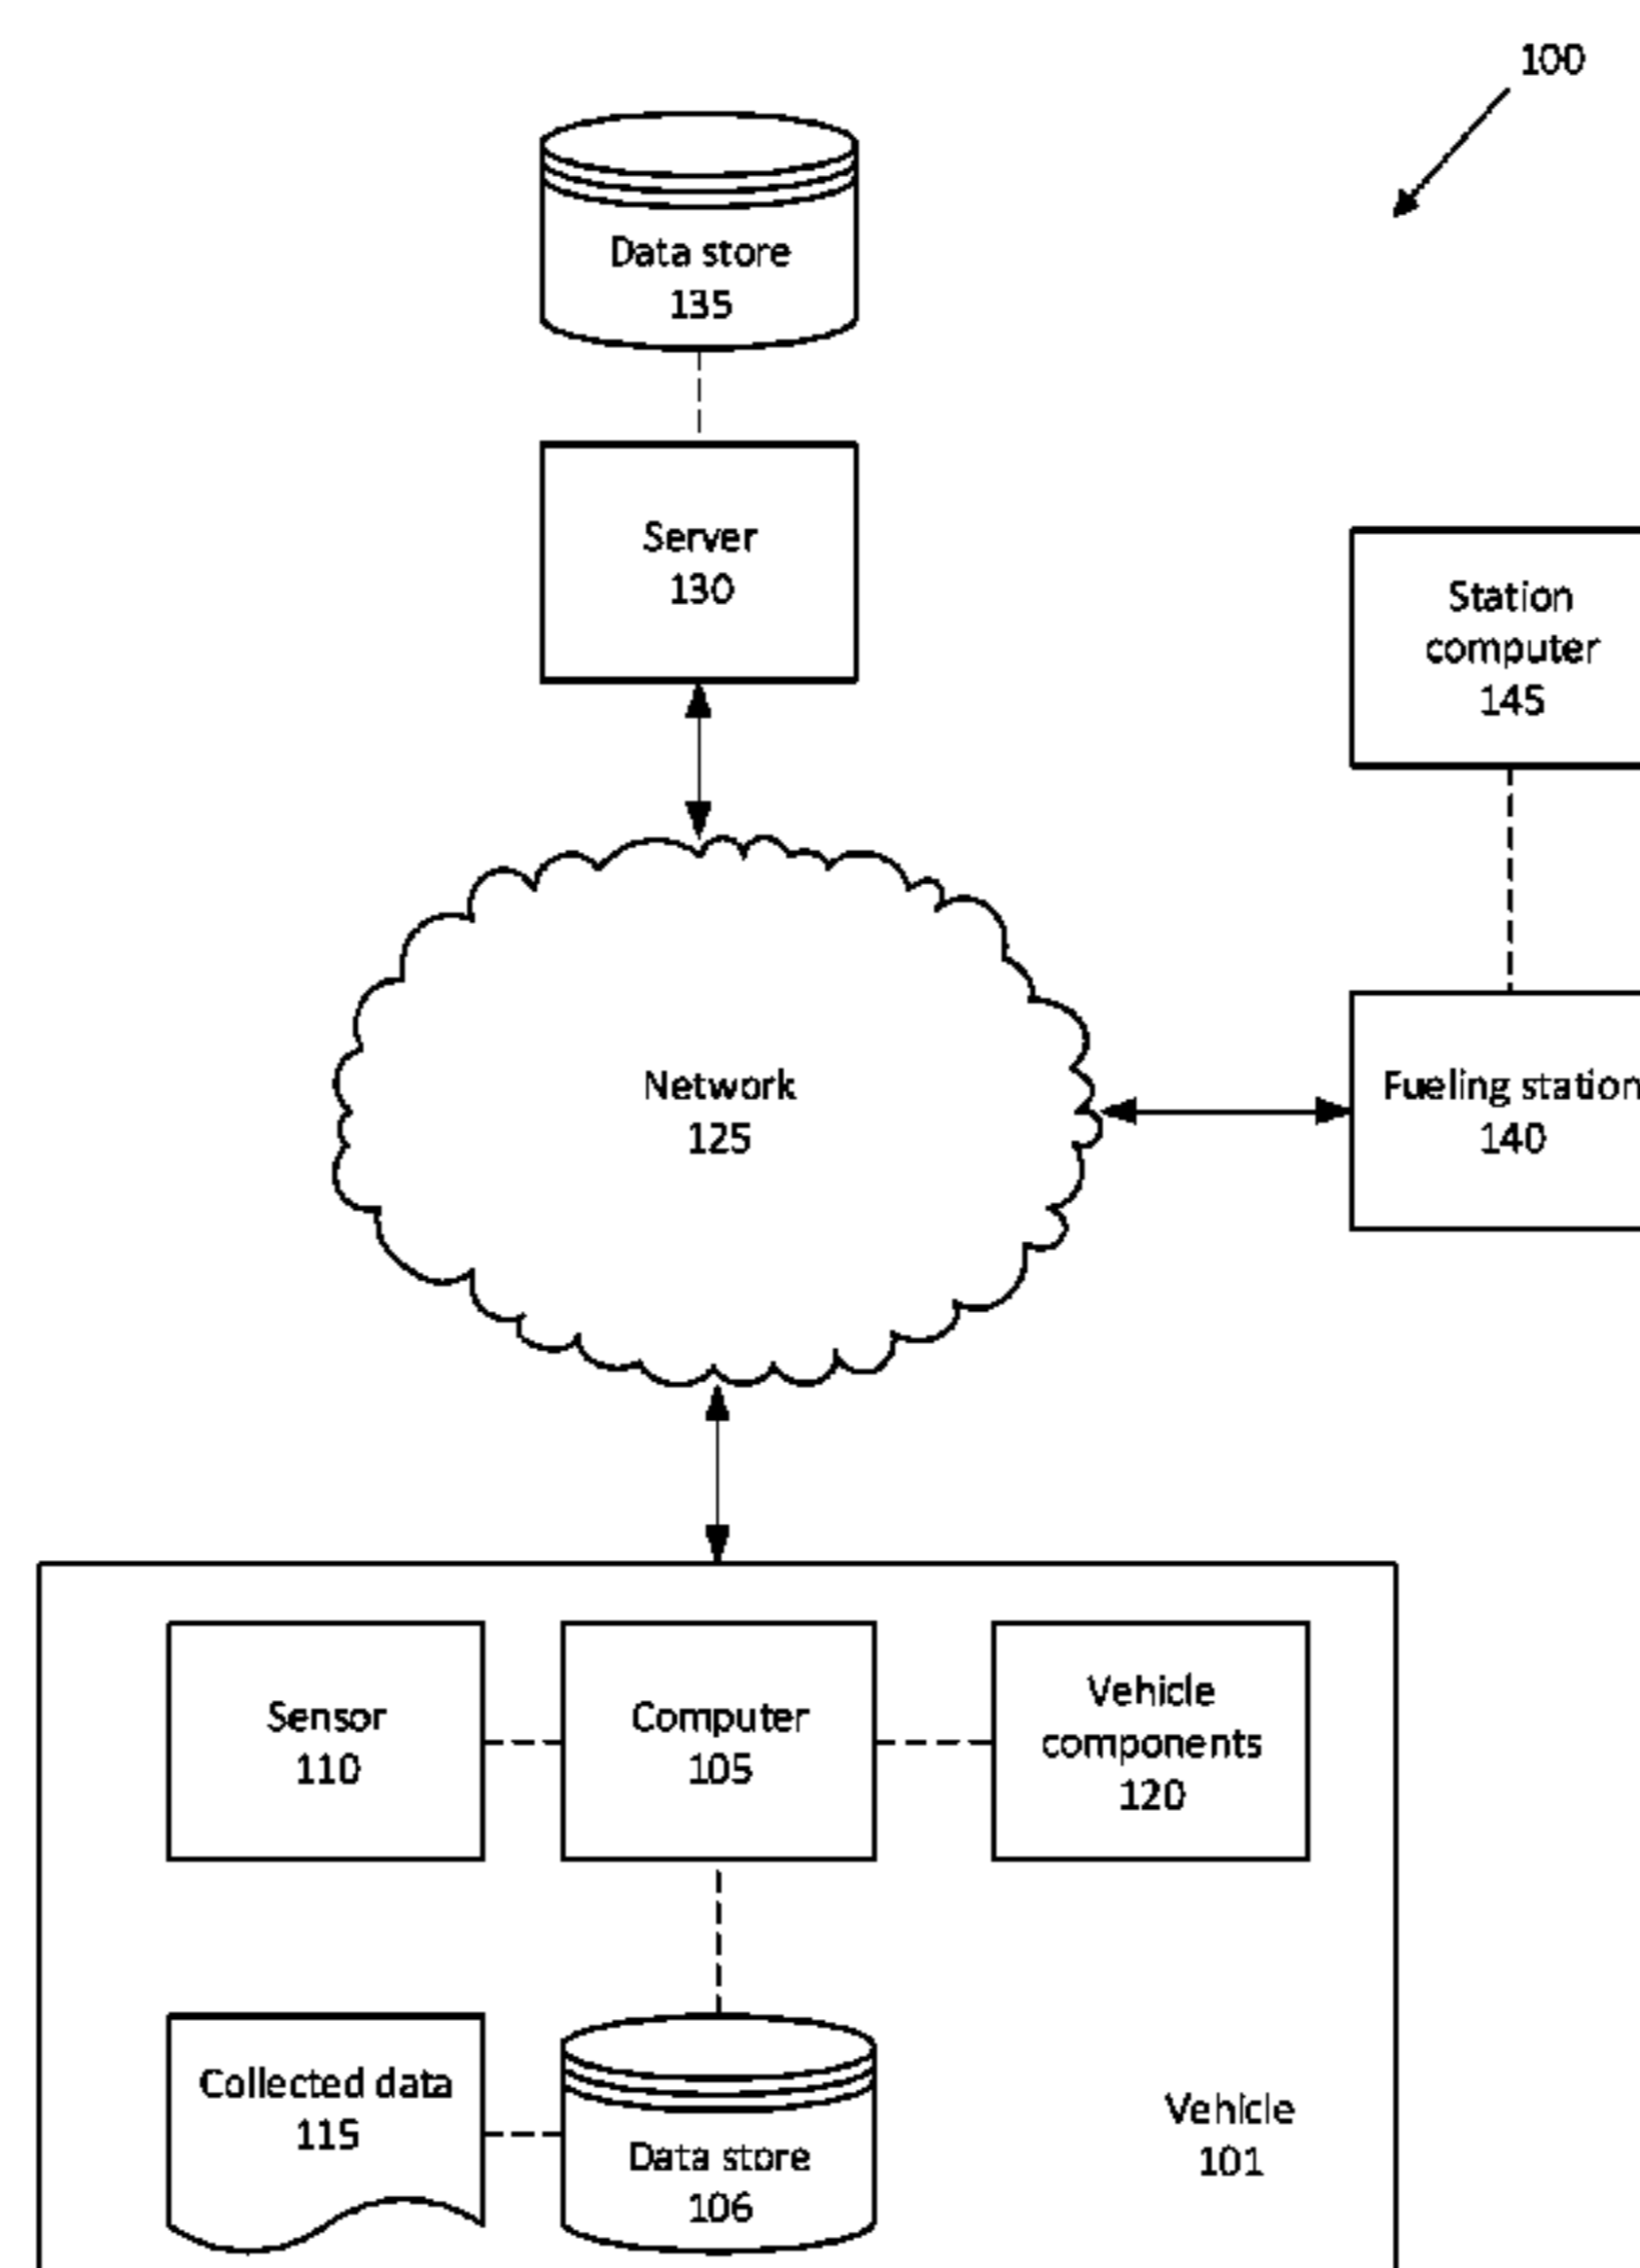 100
Data store
135
Server
130
Station
computer
145
Network
125
Fueling station
140
Sensor
110
Computer
105
Vehicle
components
120
Collected data
115
Data store
106
Vehicle
101